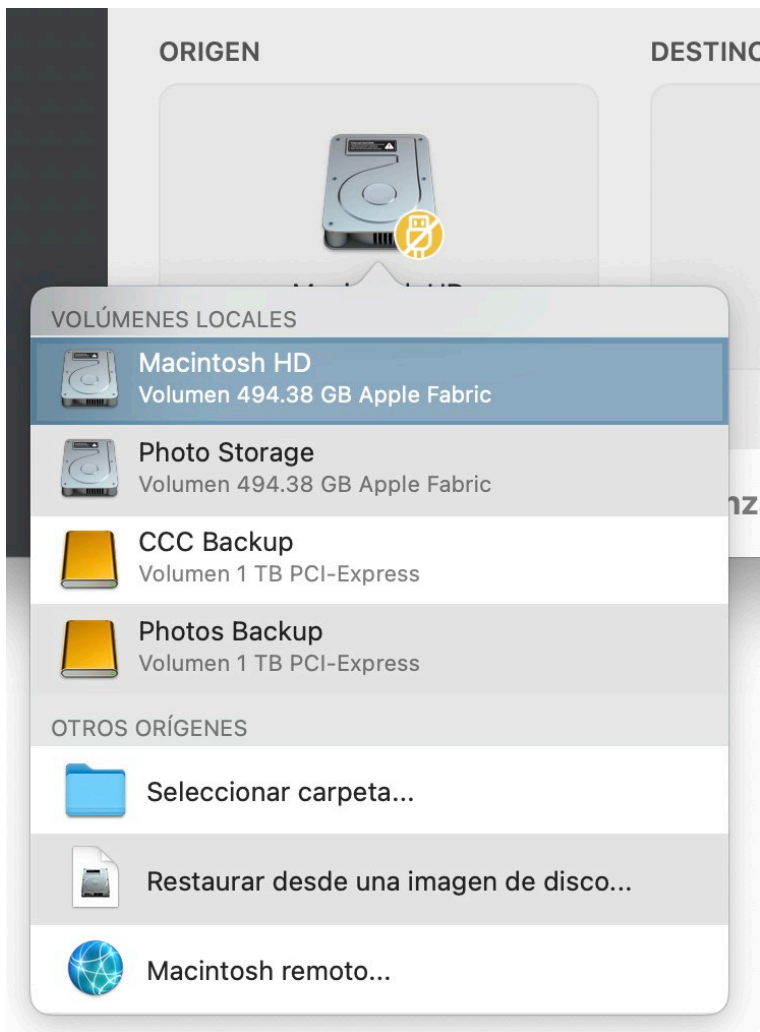 ORIGEN
DESTINO
VOLÚMENES LOCALES
Macintosh HD
Volumen 494.38 GB Apple Fabric
Photo Storage
Volumen 494.38 GB Apple Fabric
CCC Backup
Volumen 1 TB PCI-Express
Photos Backup
Volumen 1 TB PCI-Express
OTROS ORÍGENES
Seleccionar carpeta...
Restaurar desde una imagen de disco...
Macintosh remoto...